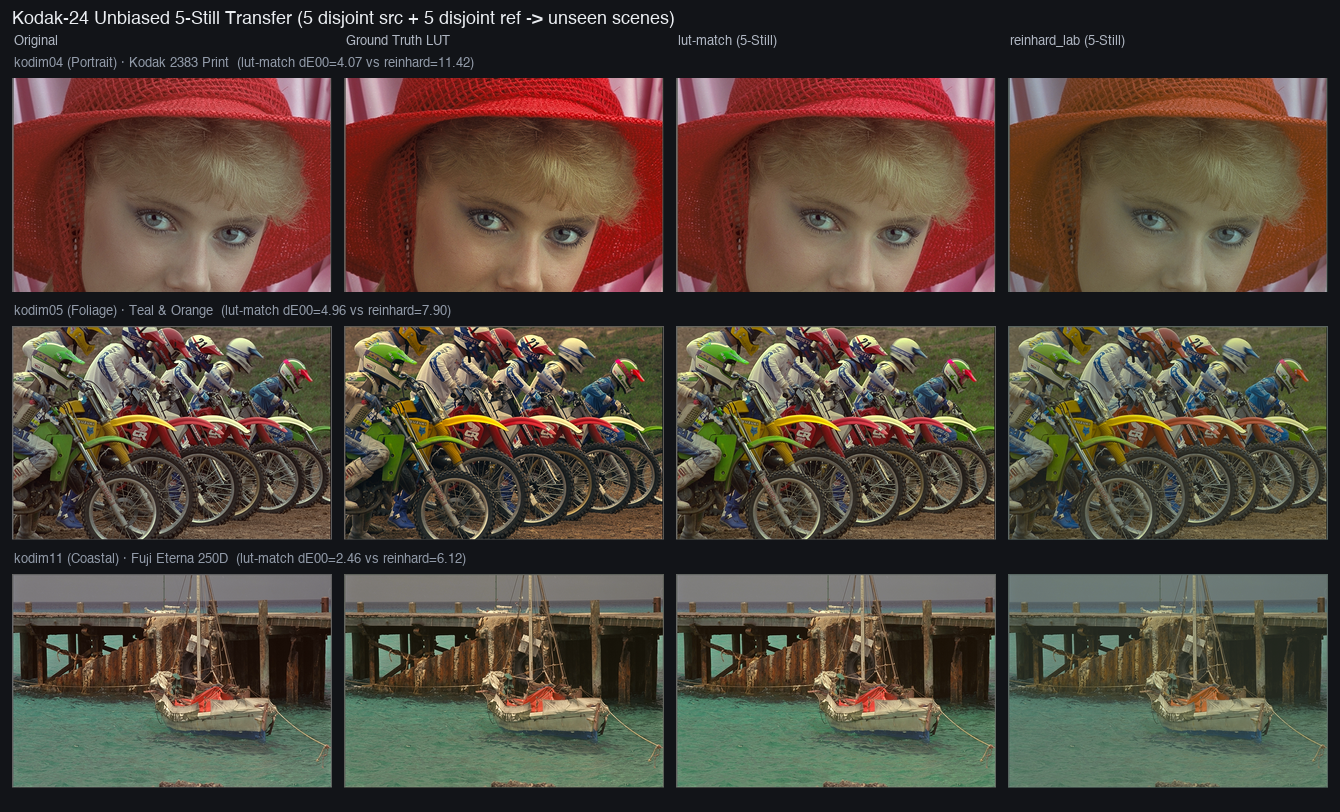 Kodak-24 Unbiased 5-Still Transfer (5 disjoint src + 5 disjoint ref -> unseen scenes)
Original Ground Truth LUT lut-match (5-Still) reinhard_lab (5-Still)
kodim04 (Portrait) · Kodak 2383 Print (lut-match dE00=4.07 vs reinhard=11.42)
kodim05 (Foliage) · Teal & Orange (lut-match dE00=4.96 vs reinhard=7.90)
kodim11 (Coastal) · Fuji Eterna 250D (lut-match dE00=2.46 vs reinhard=6.12)